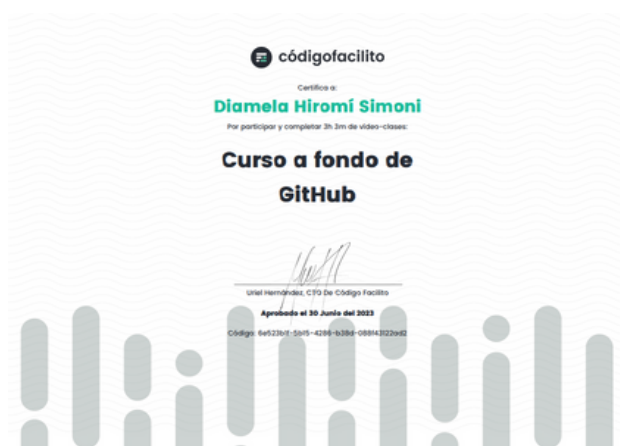 códigofacilito
Certifica a:
Diamela Hiromí Simoni
Por participar y completar 3h 3m de video-clases:
Curso a fondo de
GitHub
Uriel Hernández, CTO De Código Facilito
Aprobado el 30 Junio del 2023
Código: